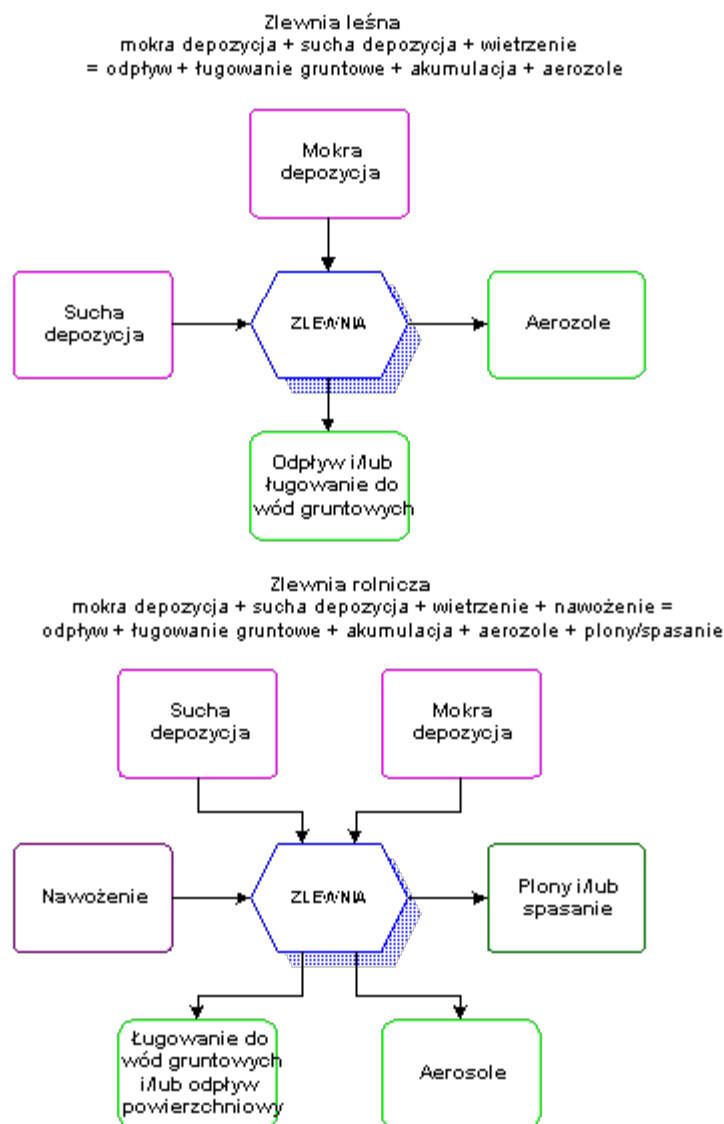 Zlewnia leśna
mokra depozycja + sucha depozycja + wietrzenie
= odpływ + ługowanie gruntowe + akumulacja + aerozole
Mokra
depozycja
Sucha
depozycja
ZLEWNIA
Aerozole
Odpływ i/lub
ługowanie do
wód gruntowych
Zlewnia rolnicza
mokra depozycja + sucha depozycja + wietrzenie + nawożenie =
odpływ + ługowanie gruntowe + akumulacja + aerozole + plony/spasanie
Sucha
depozycja
Mokra
depozycja
Nawożenie
ZLEWNIA
Plony i/lub
spasanie
Ługowanie do
wód gruntowych
i/lub odpływ
powierzchniowy
Aerosole